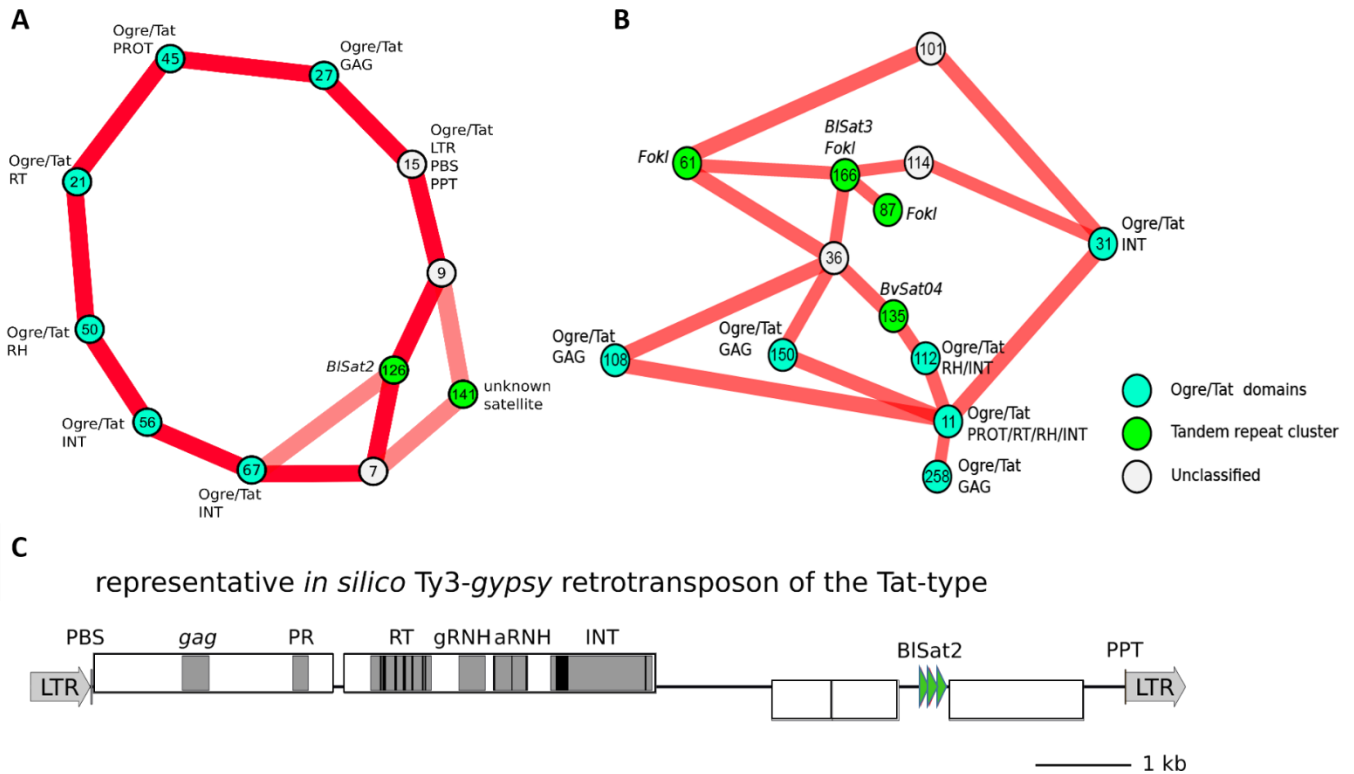 A
Ogre/Tat
PROT
45
Ogre/Tat
GAG
27
Ogre/Tat
LTR
PBS
PPT
15
Ogre/Tat
RT
21
9
Ogre/Tat
RH
50
BlSat2
126
141
unknown
satellite
56
Ogre/Tat
INT
67
Ogre/Tat
INT
7
B
101
BlSat3
FokI
FokI
61
166
114
87
FokI
31
Ogre/Tat
INT
36
BvSat04
135
Ogre/Tat
GAG
108
Ogre/Tat
GAG
150
112
Ogre/Tat
RH/INT
11
Ogre/Tat
PROT/RT/RH/INT
258
Ogre/Tat
GAG
Ogre/Tat domains
Tandem repeat cluster
Unclassified
C
representative in silico Ty3-gypsy retrotransposon of the Tat-type
PBS gag PR RT gRNH aRNH INT BlSat2 PPT
LTR LTR
1 kb